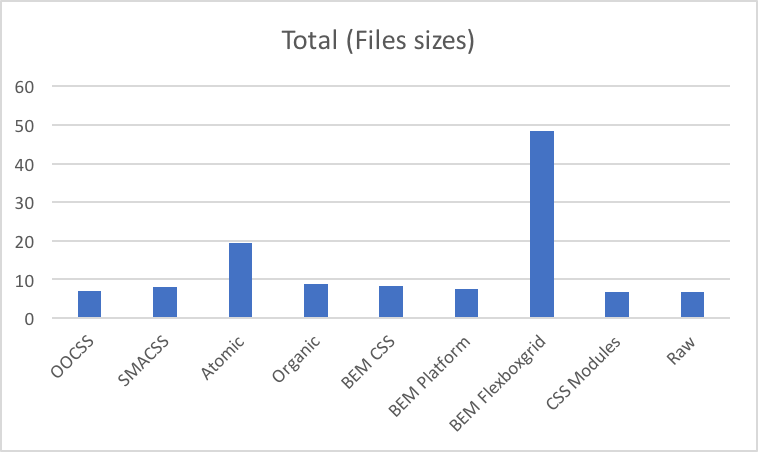 Total (Files sizes)
60
50
40
30
20
10
0
OOCSS
SMACSS
Atomic
Organic
BEM CSS
BEM Platform
BEM Flexboxgrid
CSS Modules
Raw